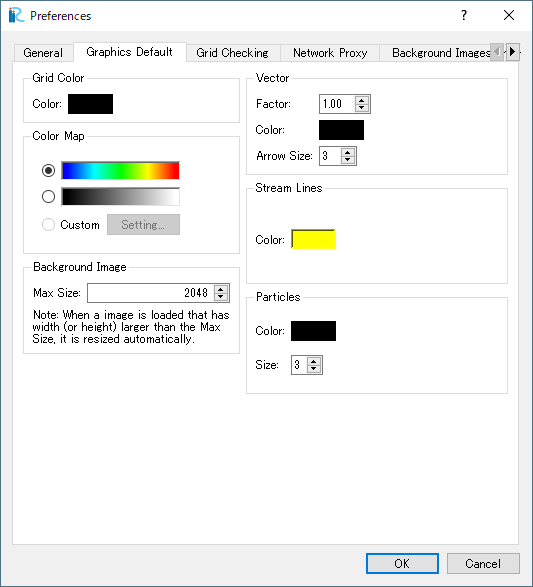 Preferences
General
Graphics Default
Grid Checking
Network Proxy
Background Images
Grid Color
Color:
Color Map
Custom
Setting...
Background Image
Max Size: 2048
Note: When a image is loaded that has
width (or height) larger than the Max
Size, it is resized automatically.
Vector
Factor: 1.00
Color:
Arrow Size: 3
Stream Lines
Color:
Particles
Color:
Size: 3
OK
Cancel